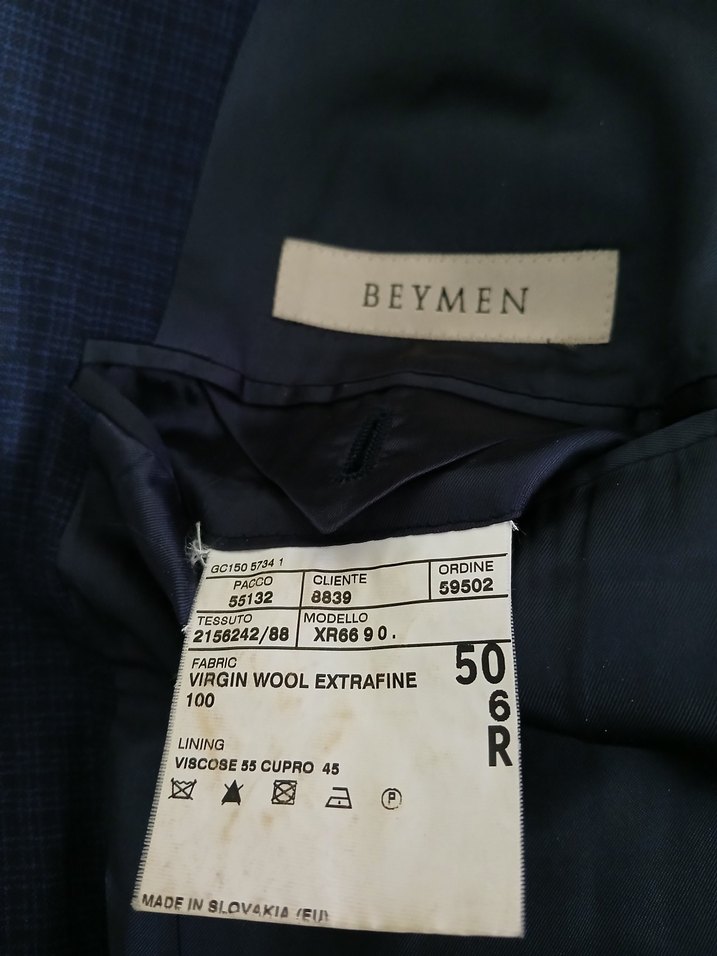 BEYMEN
GC150 5734 1
PACCO CLIENTE ORDINE
55132 8839 59502
TESSUTO MODELLO
2156242/88 XR66 9 0 .
FABRIC
VIRGIN WOOL EXTRAFINE
100
50
6
R
LINING
VISCOSE 55 CUPRO 45
P
MADE IN SLOVAKIA (EU)